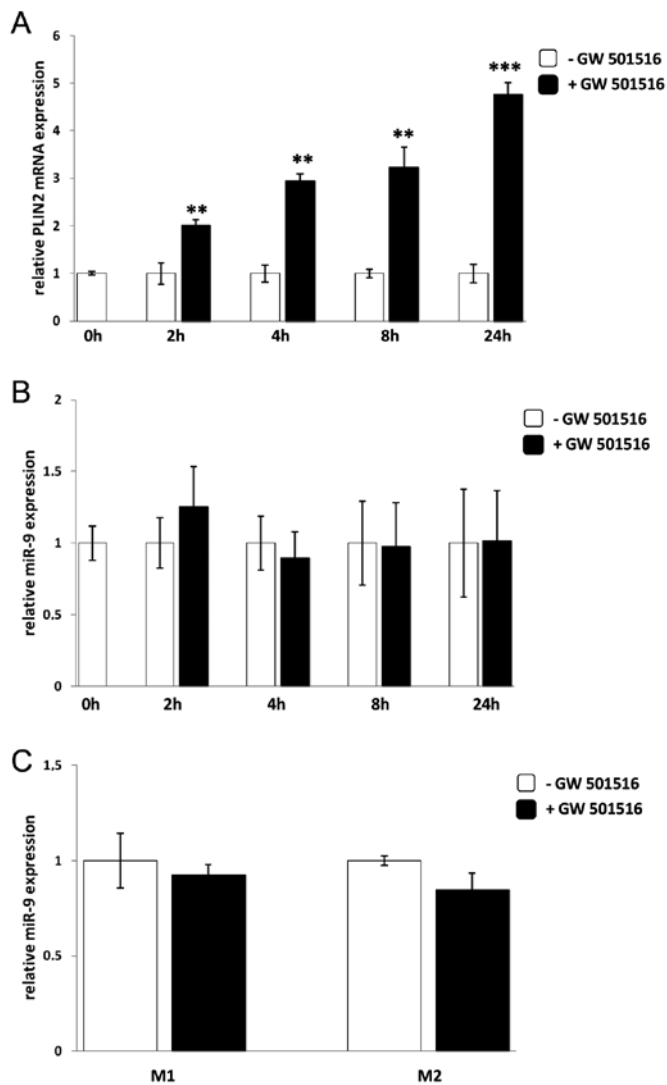 A
relative PLIN2 mRNA expression
6
5
4
3
2
1
0
**
**
**
***
0h 2h 4h 8h 24h
- GW 501516
+ GW 501516
B
relative miR-9 expression
2
1.5
1
0.5
0
0h 2h 4h 8h 24h
- GW 501516
+ GW 501516
C
relative miR-9 expression
1,5
1
0,5
0
M1 M2
- GW 501516
+ GW 501516